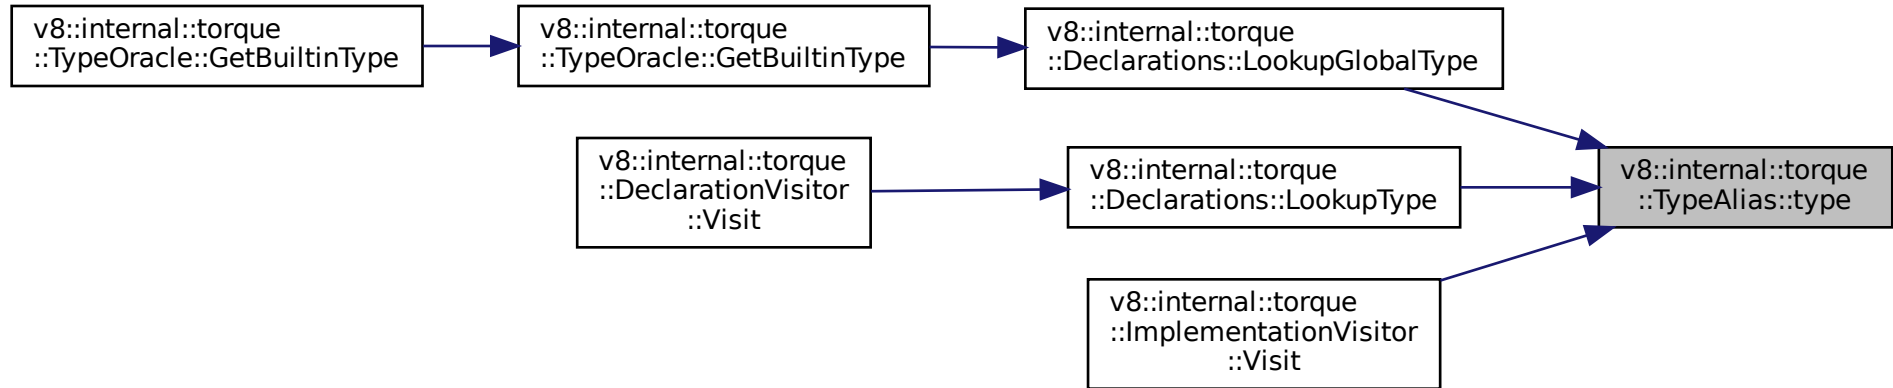 v8::internal::torque
::TypeOracle::GetBuiltinType
v8::internal::torque
::TypeOracle::GetBuiltinType
v8::internal::torque
::Declarations::LookupGlobalType
v8::internal::torque
::DeclarationVisitor
::Visit
v8::internal::torque
::Declarations::LookupType
v8::internal::torque
::TypeAlias::type
v8::internal::torque
::ImplementationVisitor
::Visit